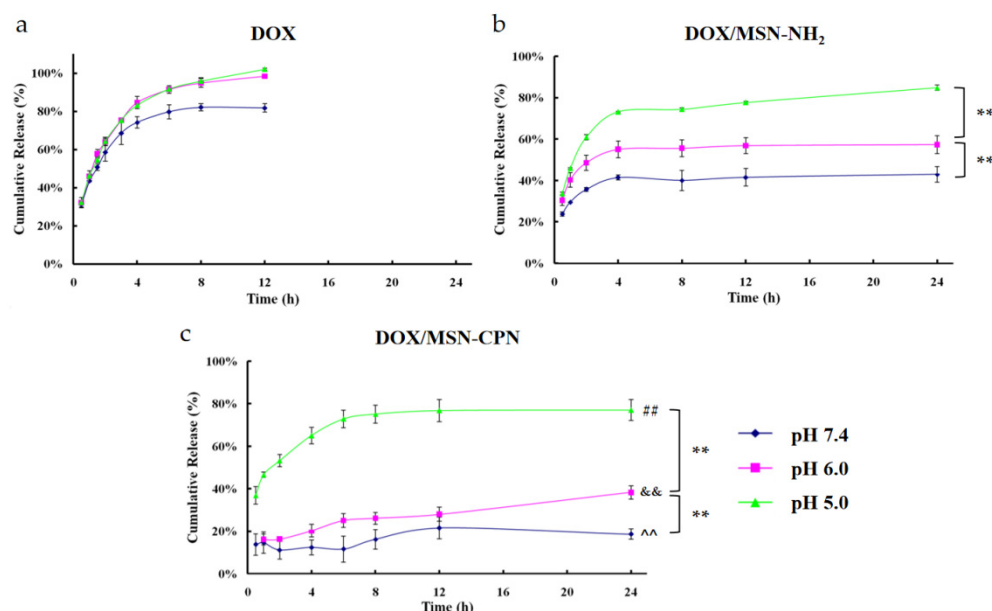 a
DOX
Cumulative Release (%)
100%
80%
60%
40%
20%
0%
0 4 8 12 16 20 24
Time (h)
b
DOX/MSN-NH₂
Cumulative Release (%)
100%
80%
60%
40%
20%
0%
**
**
0 4 8 12 16 20 24
Time (h)
c
DOX/MSN-CPN
Cumulative Release (%)
100%
80%
60%
40%
20%
0%
##
&&
^^
**
**
0 4 8 12 16 20 24
Time (h)
pH 7.4
pH 6.0
pH 5.0